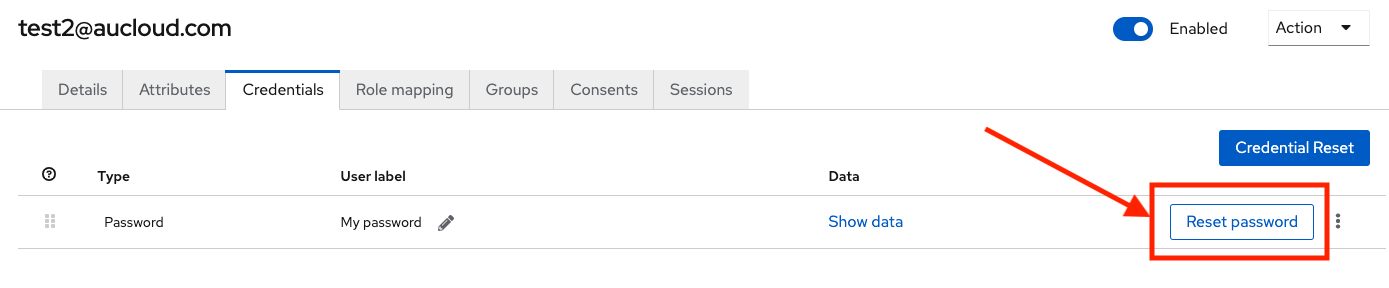 test2@aucloud.com
Enabled
Action
Details Attributes Credentials Role mapping Groups Consents Sessions
Credential Reset
Type User label Data
Password My password Show data Reset password